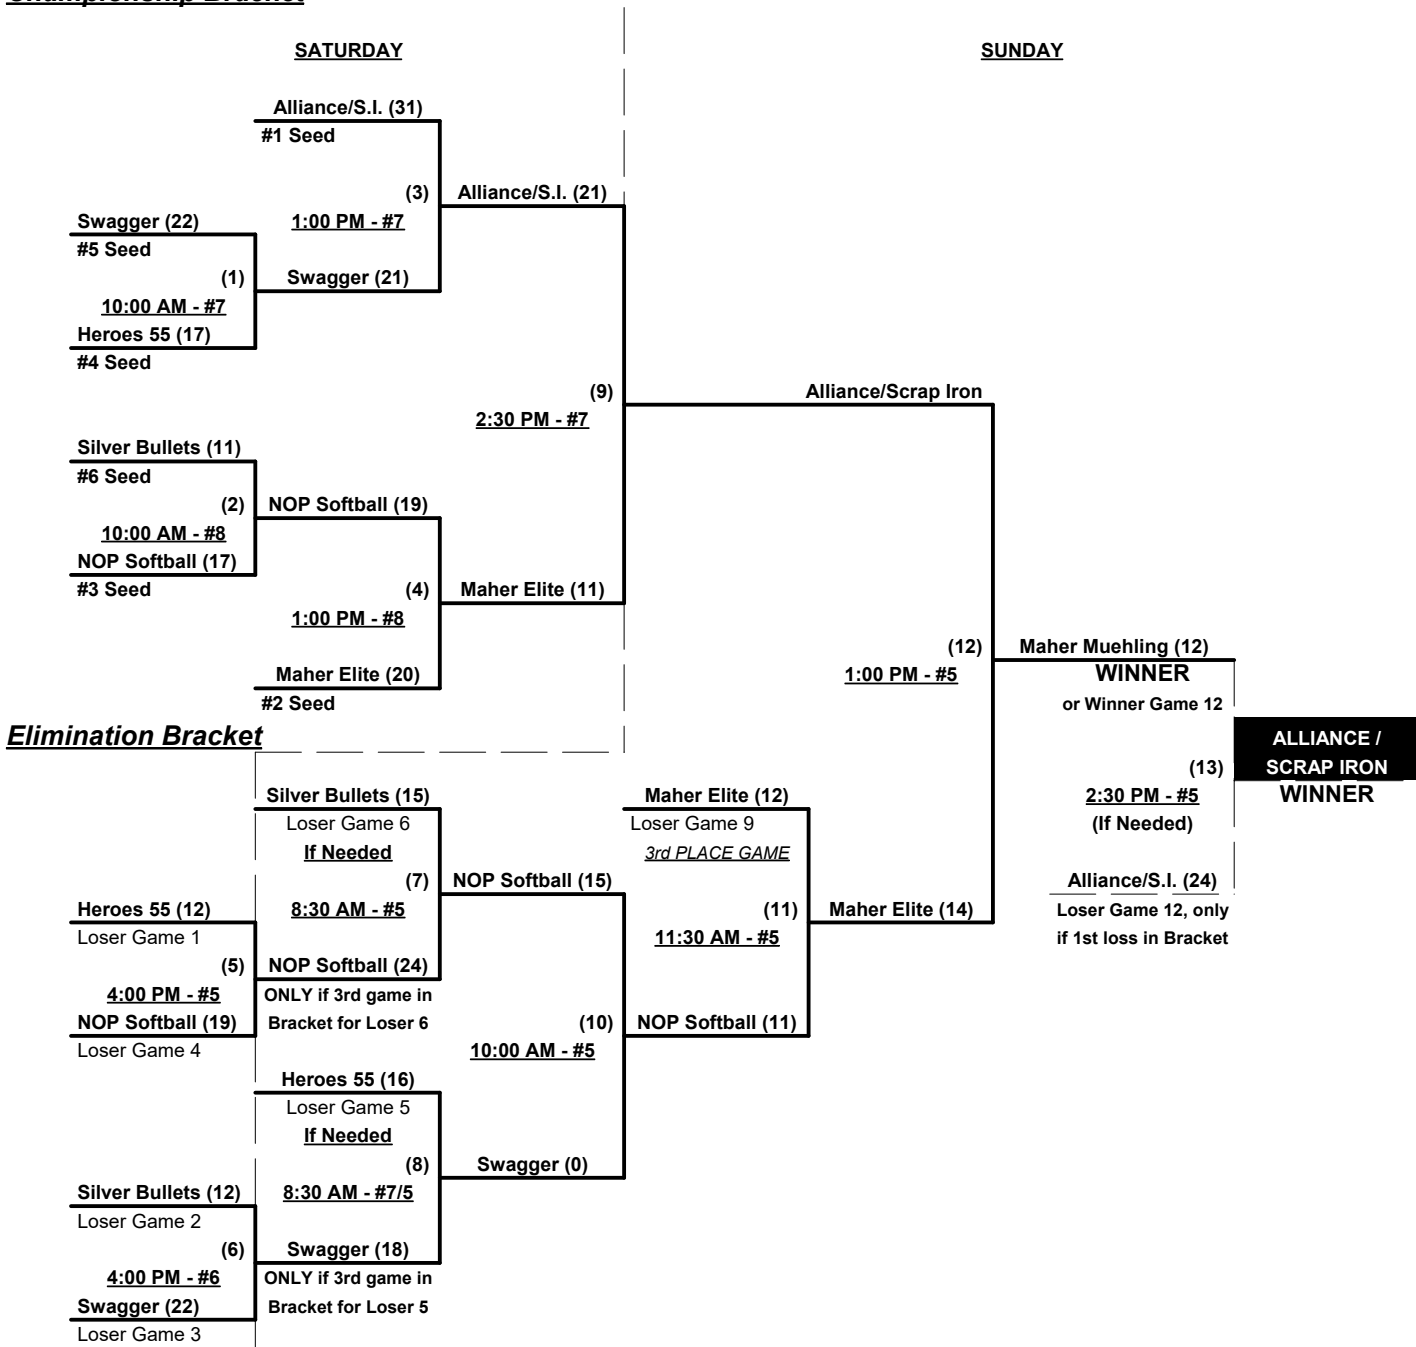 Championship Bracket
SATURDAY
SUNDAY
Alliance/S.I. (31)
#1 Seed
(3)
1:00 PM - #7
Alliance/S.I. (21)
Swagger (22)
#5 Seed
(1)
10:00 AM - #7
Swagger (21)
Heroes 55 (17)
#4 Seed
(9)
2:30 PM - #7
Alliance/Scrap Iron
Silver Bullets (11)
#6 Seed
(2)
10:00 AM - #8
NOP Softball (19)
NOP Softball (17)
#3 Seed
(4)
1:00 PM - #8
Maher Elite (11)
Maher Elite (20)
#2 Seed
(12)
1:00 PM - #5
Maher Muehling (12)
WINNER
or Winner Game 12
Elimination Bracket
ALLIANCE /
SCRAP IRON
WINNER
(13)
2:30 PM - #5
(If Needed)
Alliance/S.I. (24)
Loser Game 12, only
if 1st loss in Bracket
Silver Bullets (15)
Loser Game 6
If Needed
(7)
8:30 AM - #5
NOP Softball (15)
Maher Elite (12)
Loser Game 9
3rd PLACE GAME
(11)
11:30 AM - #5
Maher Elite (14)
Heroes 55 (12)
Loser Game 1
(5)
4:00 PM - #5
NOP Softball (24)
ONLY if 3rd game in
Bracket for Loser 6
NOP Softball (19)
Loser Game 4
(10)
10:00 AM - #5
NOP Softball (11)
Heroes 55 (16)
Loser Game 5
If Needed
(8)
8:30 AM - #7/5
Swagger (0)
Silver Bullets (12)
Loser Game 2
(6)
4:00 PM - #6
Swagger (18)
ONLY if 3rd game in
Bracket for Loser 5
Swagger (22)
Loser Game 3